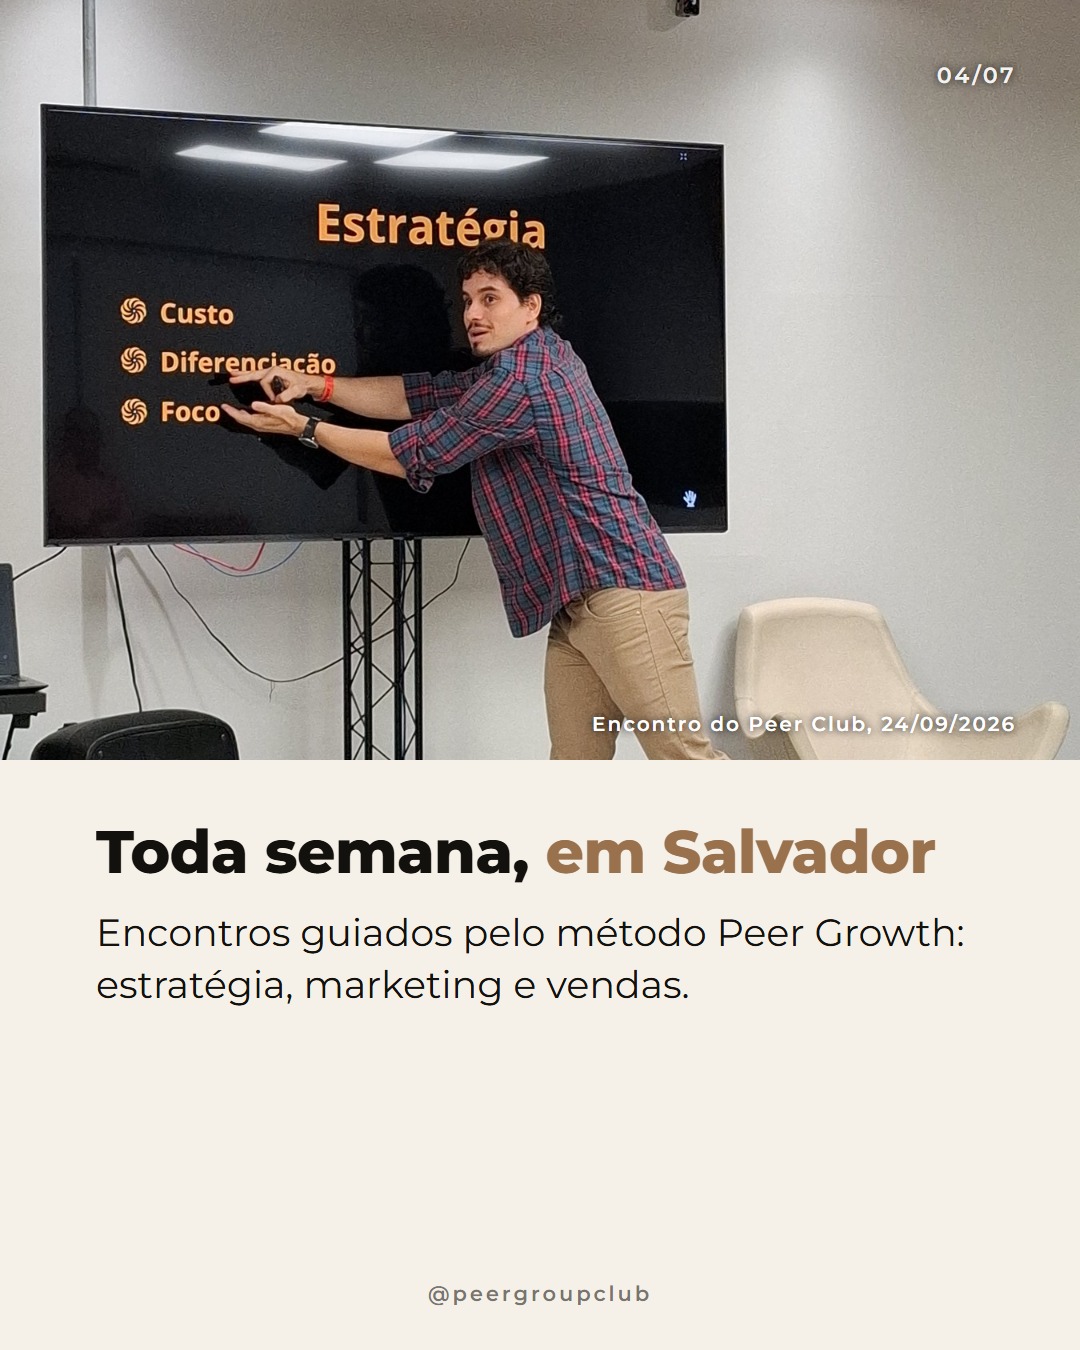 04/07
Estratégia
Custo
Diferenciação
Foco
Encontro do Peer Club, 24/09/2026
Toda semana, em Salvador
Encontros guiados pelo método Peer Growth:
estratégia, marketing e vendas.
@peergroupclub